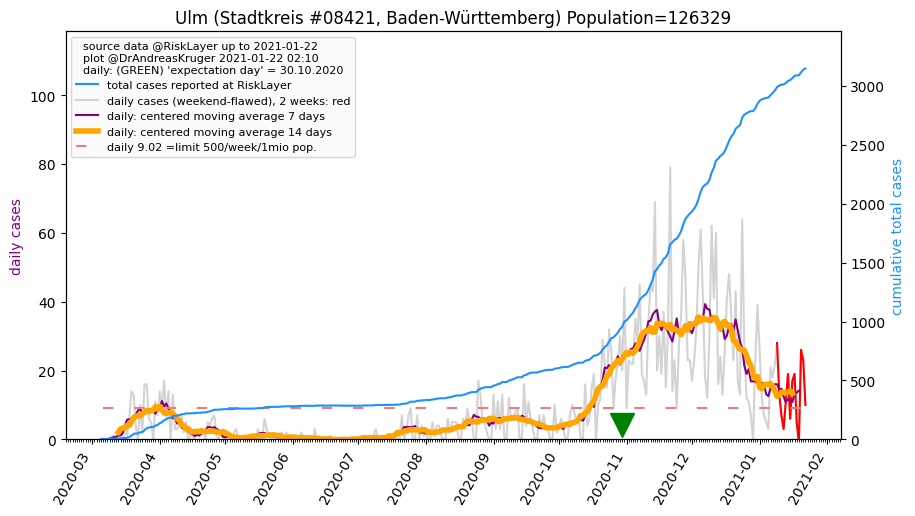 Ulm (Stadtkreis #08421, Baden-Württemberg) Population=126329
source data @RiskLayer up to 2021-01-22
plot @DrAndreasKruger 2021-01-22 02:10
daily: (GREEN) 'expectation day' = 30.10.2020
total cases reported at RiskLayer
daily cases (weekend-flawed), 2 weeks: red
daily: centered moving average 7 days
daily: centered moving average 14 days
daily 9.02 =limit 500/week/1mio pop.
daily cases
100
80
60
40
20
0
cumulative total cases
3000
2500
2000
1500
1000
500
0
2020-03
2020-04
2020-05
2020-06
2020-07
2020-08
2020-09
2020-10
2020-11
2020-12
2021-01
2021-02